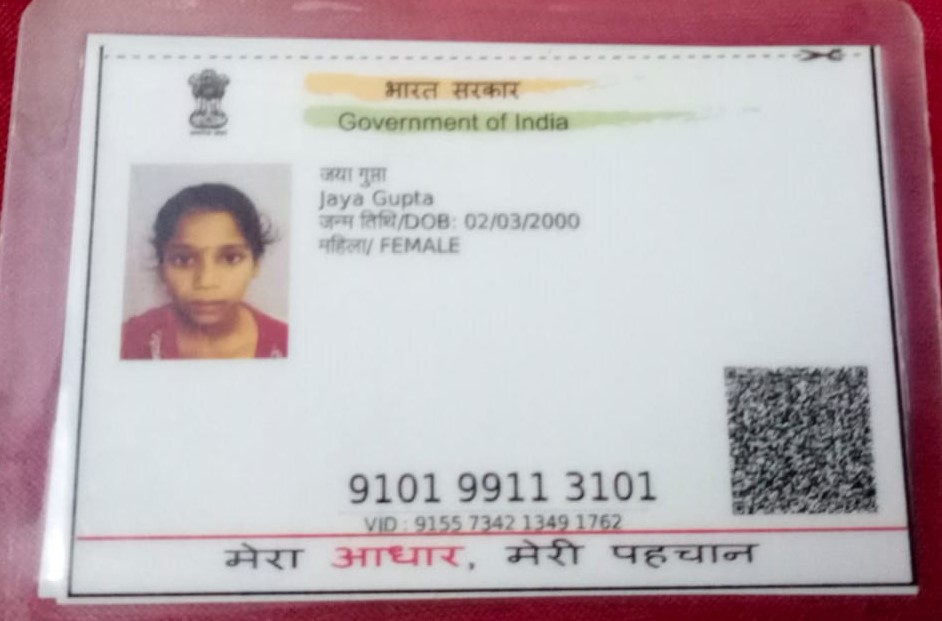 भारत सरकार
Government of India
जया गुप्ता
Jaya Gupta
जन्म तिथि/DOB: 02/03/2000
महिला/ FEMALE
9101 9911 3101
VID : 9155 7342 1349 1762
मेरा आधार, मेरी पहचान